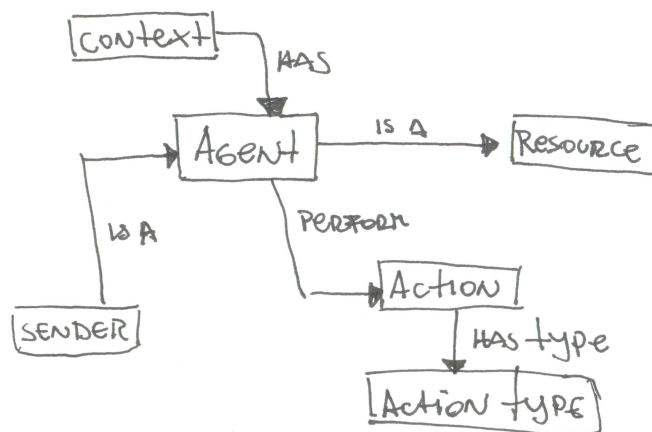 Context
HAS
AGENT
IS A
RESOURCE
IS A
PERFORM
SENDER
ACTION
HAS type
ACTION type